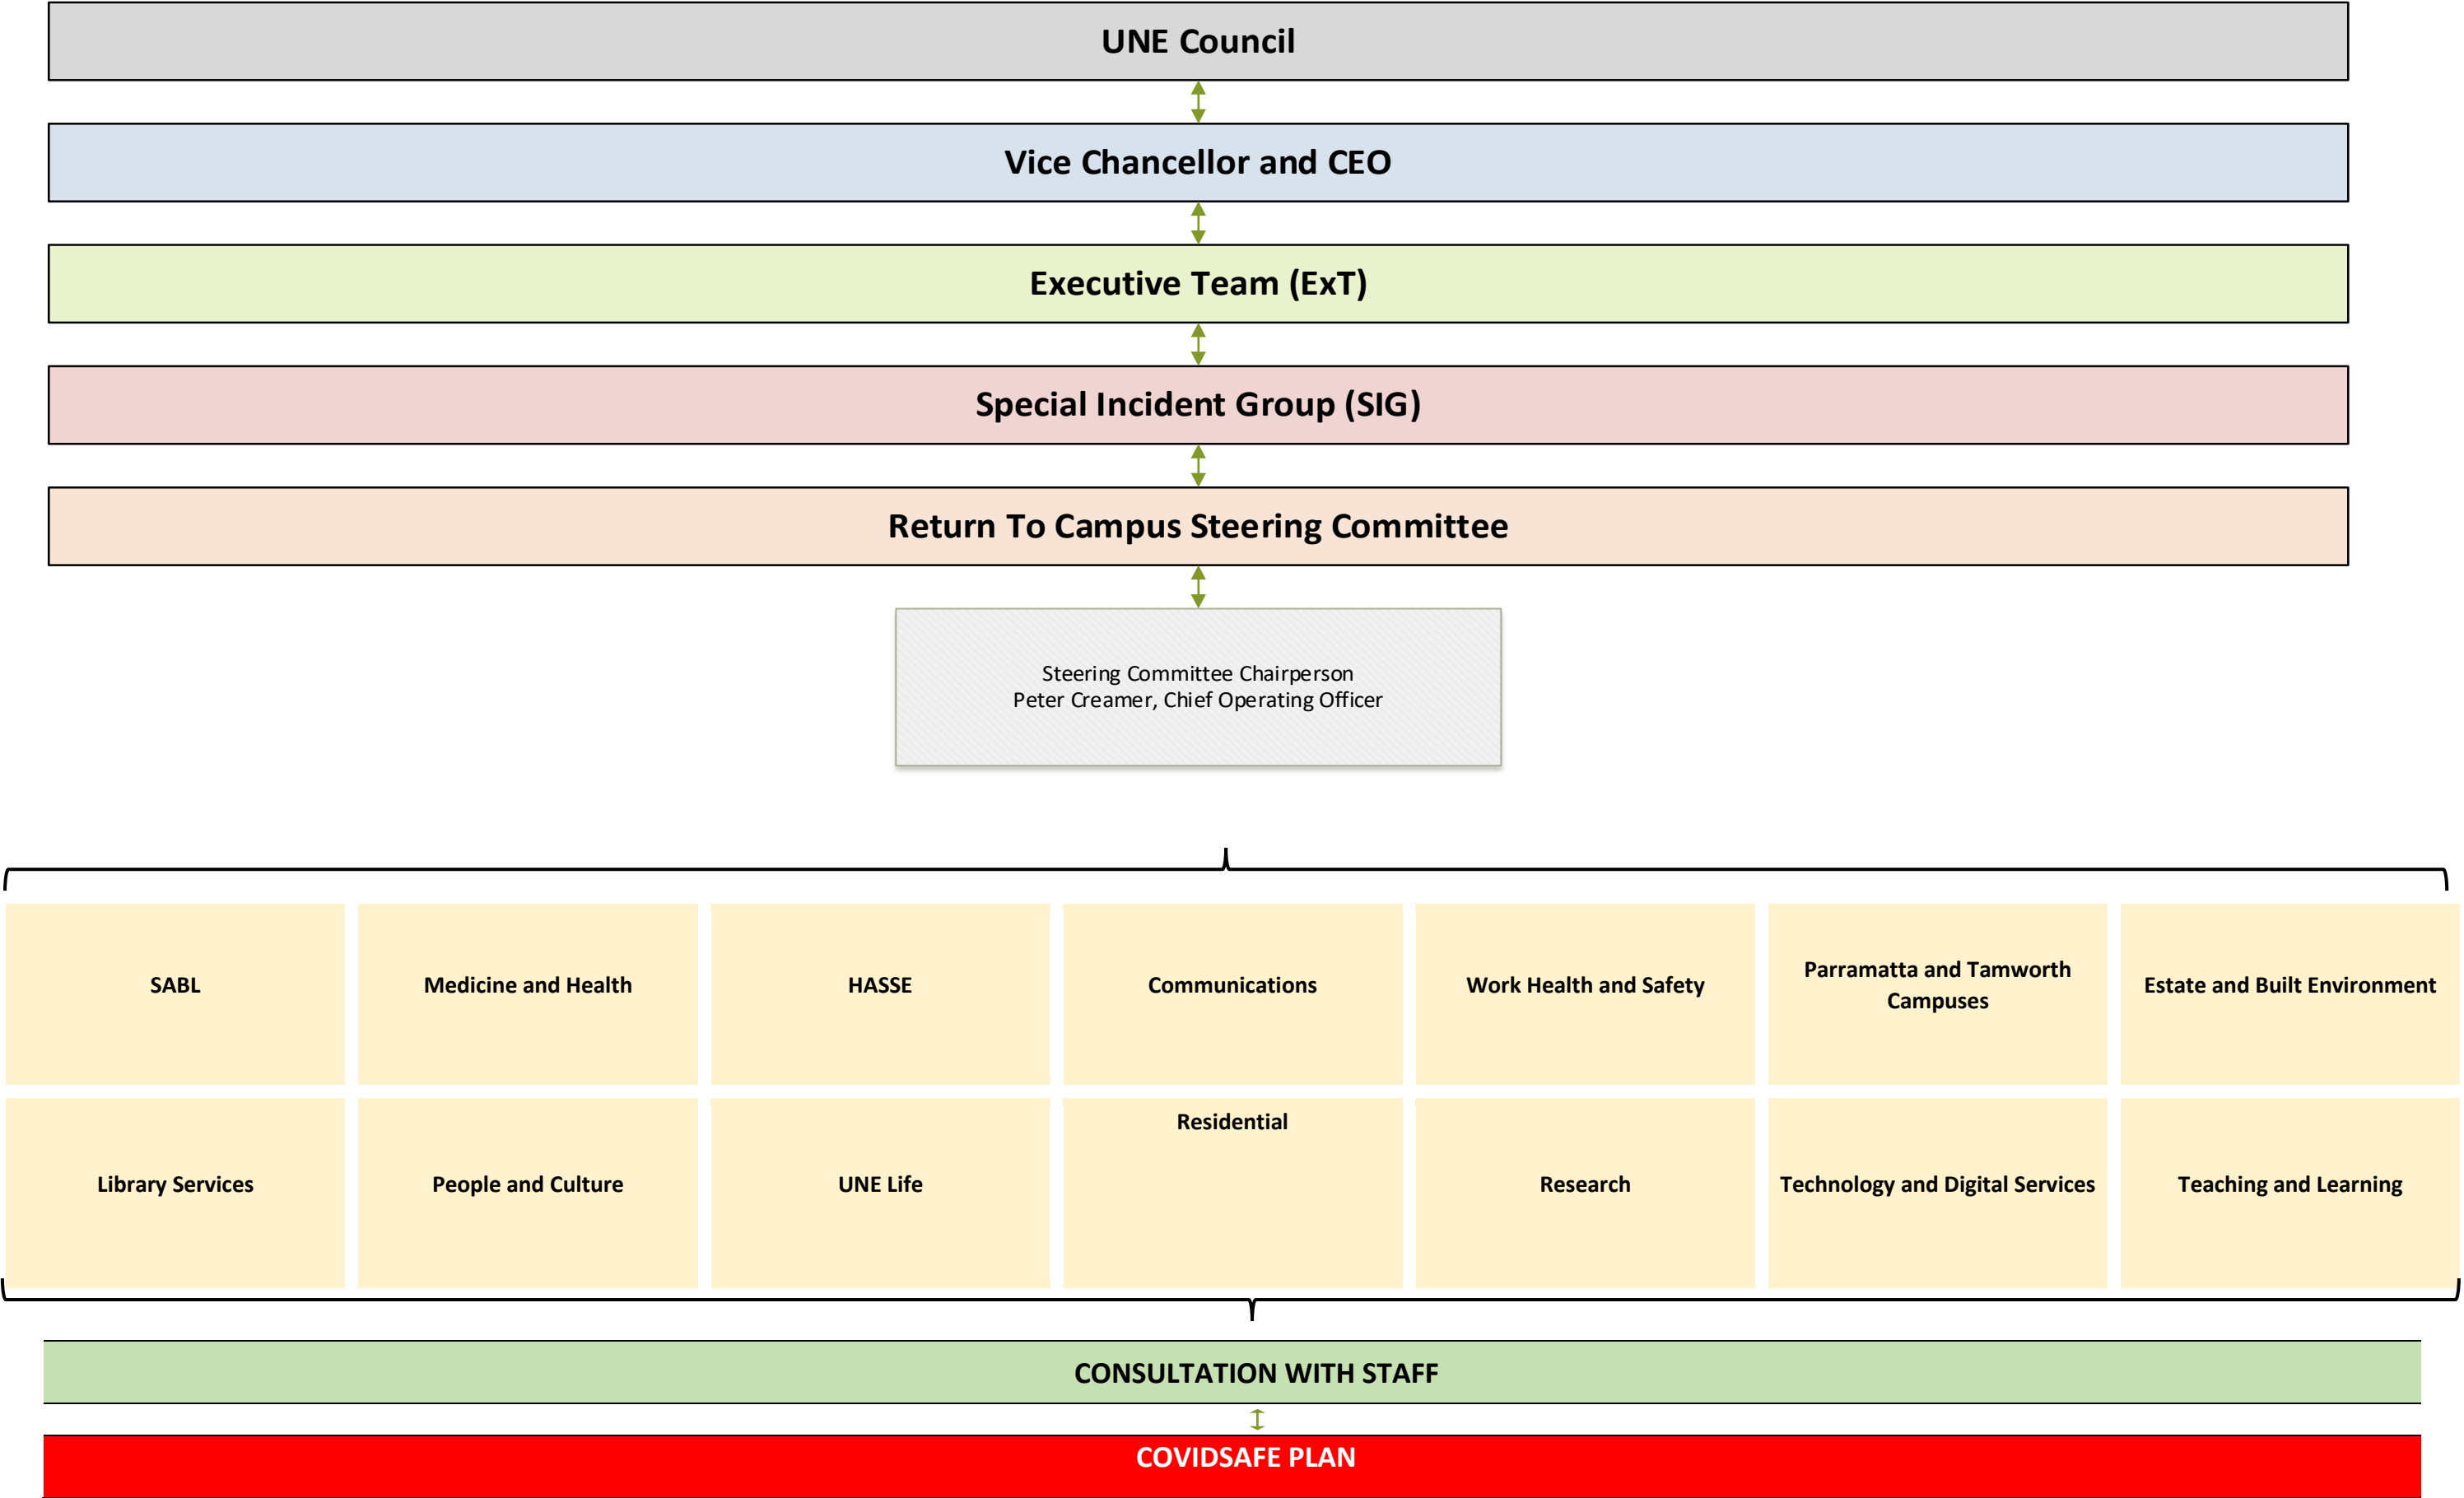 UNE Council
Vice Chancellor and CEO
Executive Team (ExT)
Special Incident Group (SIG)
Return To Campus Steering Committee
Steering Committee Chairperson
Peter Creamer, Chief Operating Officer
SABL
Medicine and Health
HASSE
Communications
Work Health and Safety
Parramatta and Tamworth
Campuses
Estate and Built Environment
Library Services
People and Culture
UNE Life
Residential
Research
Technology and Digital Services
Teaching and Learning
CONSULTATION WITH STAFF
COVIDSAFE PLAN